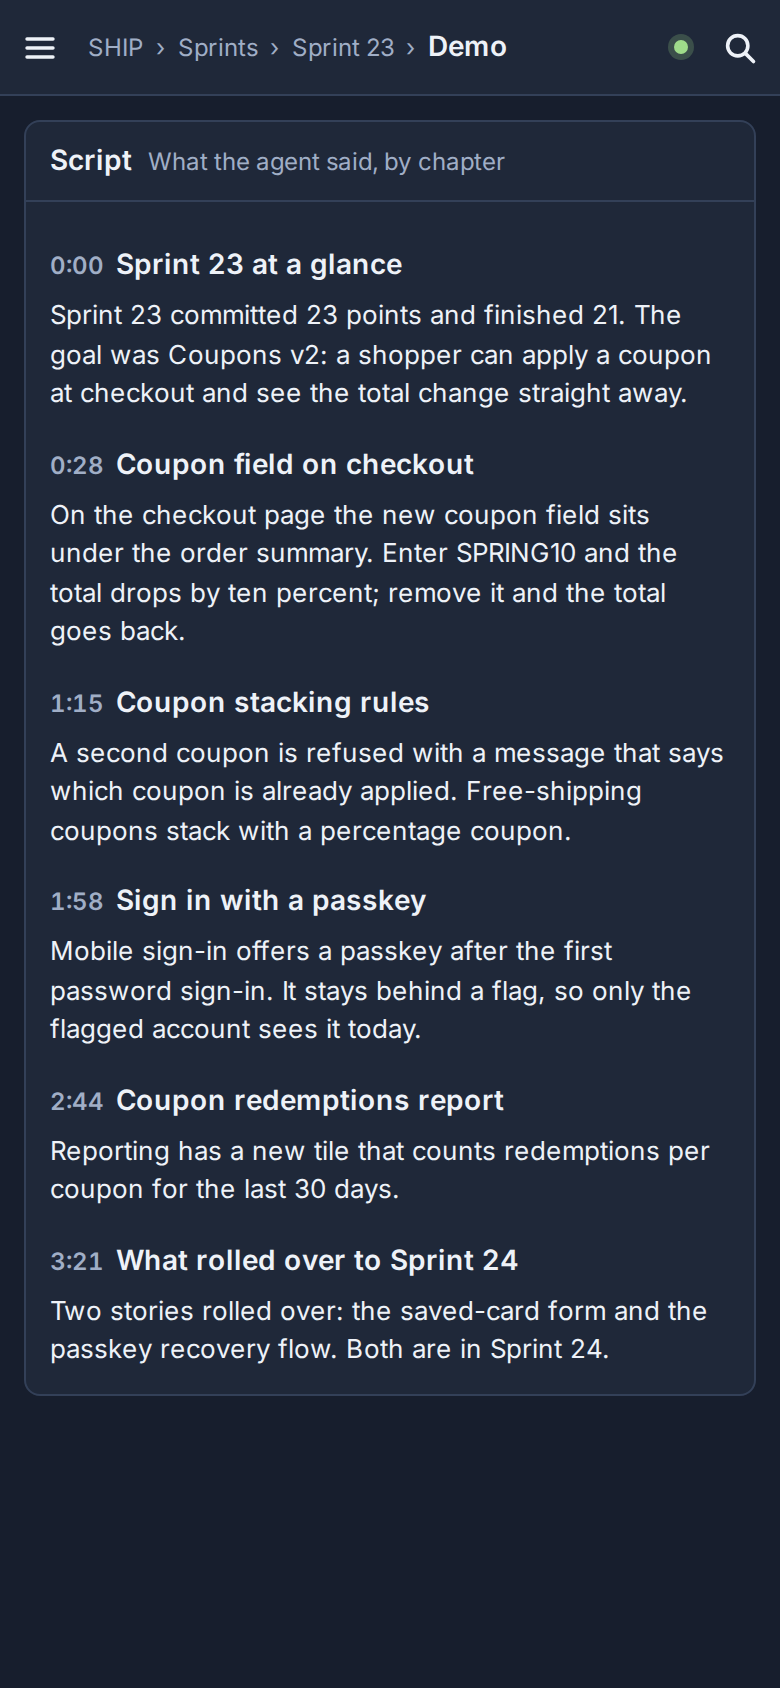 SHIP › Sprints › Sprint 23 › Demo
Script What the agent said, by chapter
0:00 Sprint 23 at a glance
Sprint 23 committed 23 points and finished 21. The
goal was Coupons v2: a shopper can apply a coupon
at checkout and see the total change straight away.
0:28 Coupon field on checkout
On the checkout page the new coupon field sits
under the order summary. Enter SPRING10 and the
total drops by ten percent; remove it and the total
goes back.
1:15 Coupon stacking rules
A second coupon is refused with a message that says
which coupon is already applied. Free-shipping
coupons stack with a percentage coupon.
1:58 Sign in with a passkey
Mobile sign-in offers a passkey after the first
password sign-in. It stays behind a flag, so only the
flagged account sees it today.
2:44 Coupon redemptions report
Reporting has a new tile that counts redemptions per
coupon for the last 30 days.
3:21 What rolled over to Sprint 24
Two stories rolled over: the saved-card form and the
passkey recovery flow. Both are in Sprint 24.